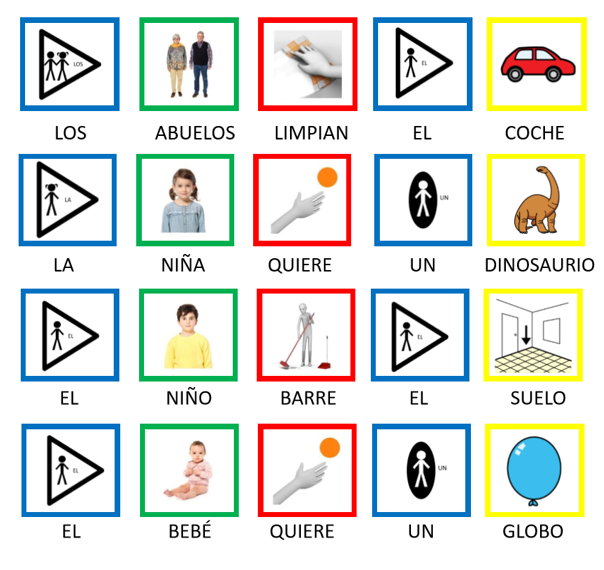 LOS EL
LOS ABUELOS LIMPIAN EL COCHE
LA UN
LA NIÑA QUIERE UN DINOSAURIO
EL EL
EL NIÑO BARRE EL SUELO
EL UN
EL BEBÉ QUIERE UN GLOBO